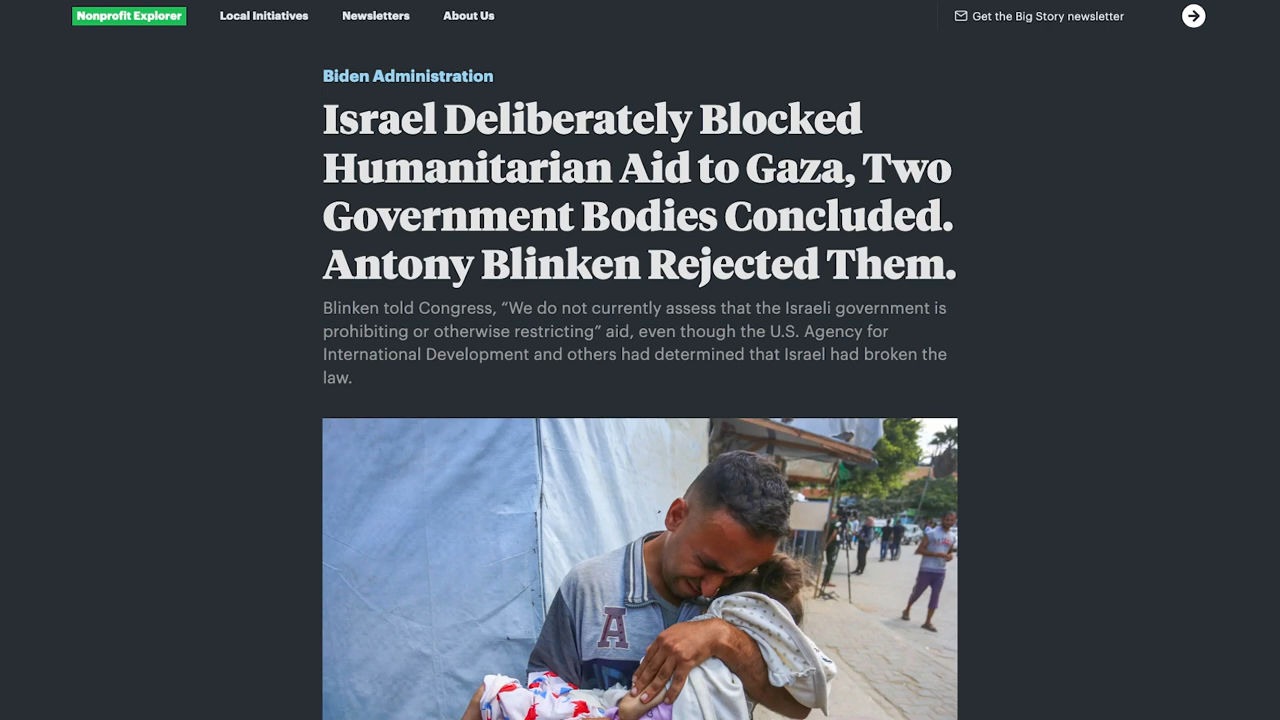 Nonprofit Explorer Local Initiatives Newsletters About Us Get the Big Story newsletter
Biden Administration
Israel Deliberately Blocked
Humanitarian Aid to Gaza, Two
Government Bodies Concluded.
Antony Blinken Rejected Them.
Blinken told Congress, “We do not currently assess that the Israeli government is
prohibiting or otherwise restricting” aid, even though the U.S. Agency for
International Development and others had determined that Israel had broken the
law.
A